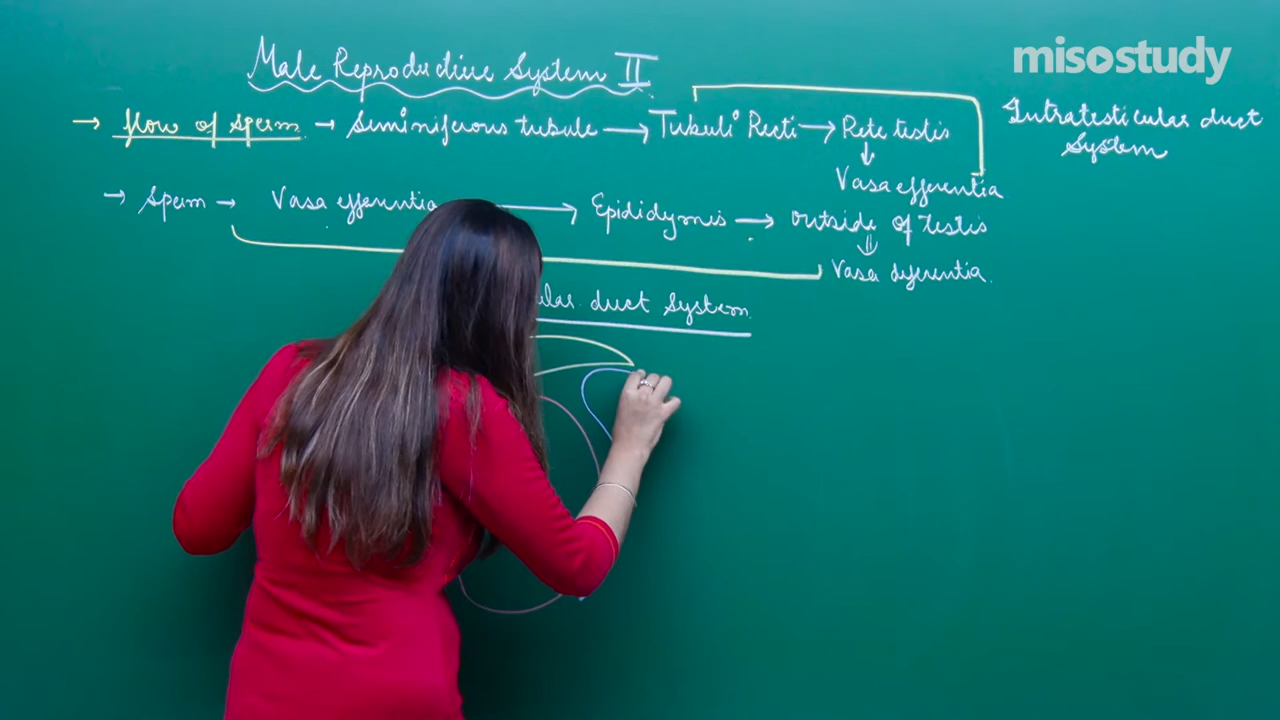 misostudy
Male Reproductive System II
→ flow of sperm → Seminiferous tubule → Tubuli Recti → Rete testis
Intratesticular duct
System
↓
Vasa efferentia
→ Sperm → Vasa efferentia → Epididymis → outside of Testis
⇓
Vasa deferentia
duct System